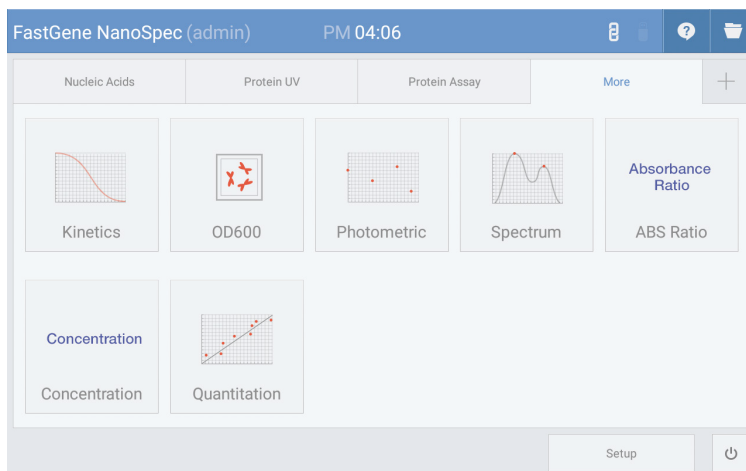 FastGene NanoSpec (admin) PM 04:06
Nucleic Acids Protein UV Protein Assay More
Kinetics
OD600
Photometric
Spectrum
Absorbance
Ratio
ABS Ratio
Concentration
Concentration
Quantitation
Setup